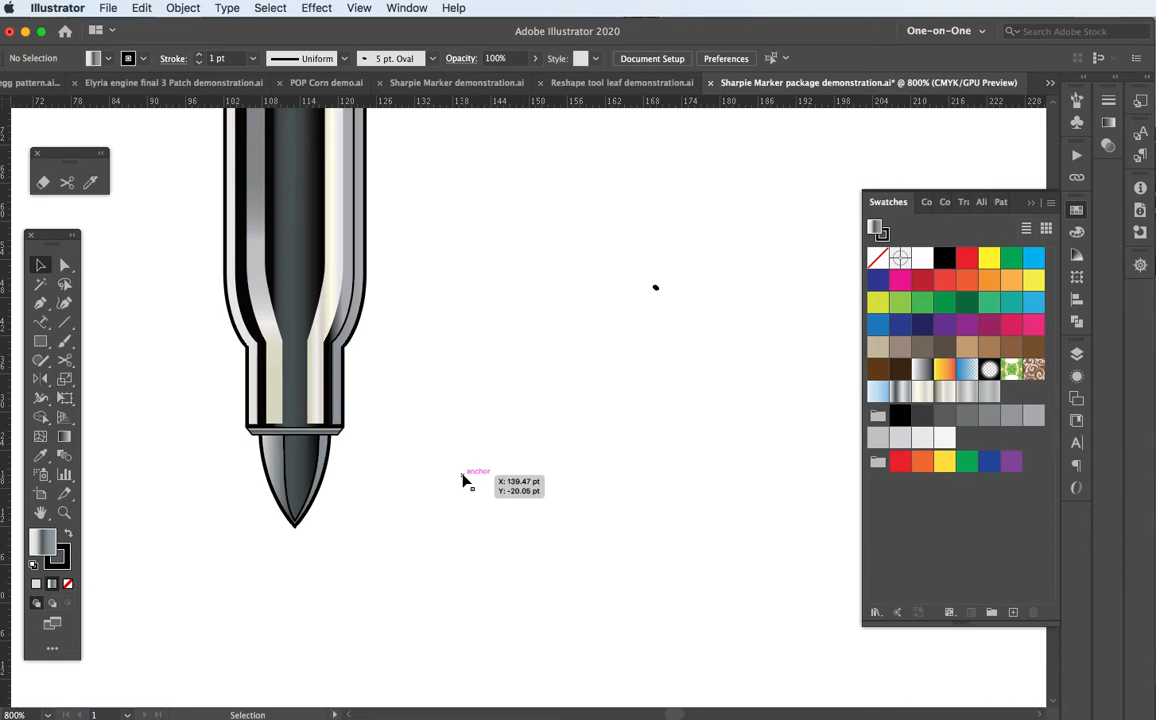 Illustrator File Edit Object Type Select Effect View Window Help
Adobe Illustrator 2020
One-on-One
Search Adobe Stock
No Selection Stroke: 1 pt Uniform 5 pt. Oval Opacity: 100% Style: Document Setup Preferences
egg pattern.ai... Elyria engine final 3 Patch demonstration.ai POP Corn demo.ai Sharpie Marker demonstration.ai Reshape tool leaf demonstration.ai Sharpie Marker package demonstration.ai* @ 800% (CMYK/GPU Preview)
72 78 84 90 96 102 108 114 120 126 132 138 144 150 156 162 168 174 180 186 192 198 204 210 216 222 228
Swatches Co Co Tr Ali Pat
anchor
X: 139.47 pt
Y: -20.05 pt
800% 1 Selection